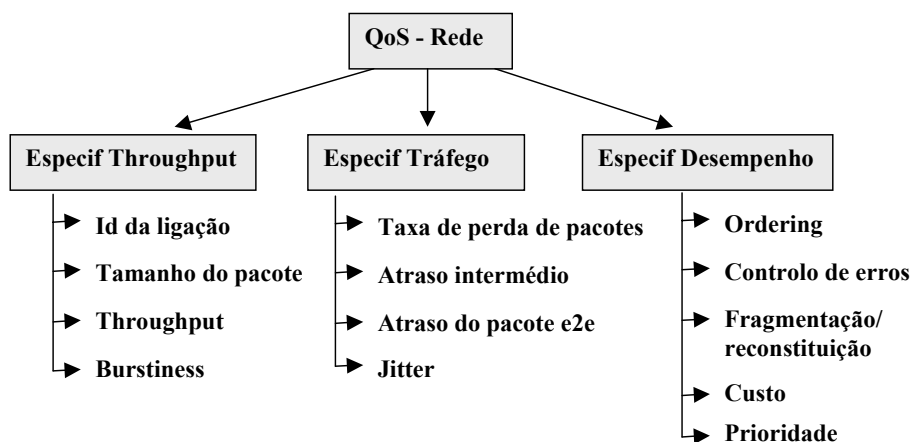 QoS - Rede
Especif Throughput
Id da ligação
Tamanho do pacote
Throughput
Burstiness
Especif Tráfego
Taxa de perda de pacotes
Atraso intermédio
Atraso do pacote e2e
Jitter
Especif Desempenho
Ordering
Controlo de erros
Fragmentação/
reconstituição
Custo
Prioridade